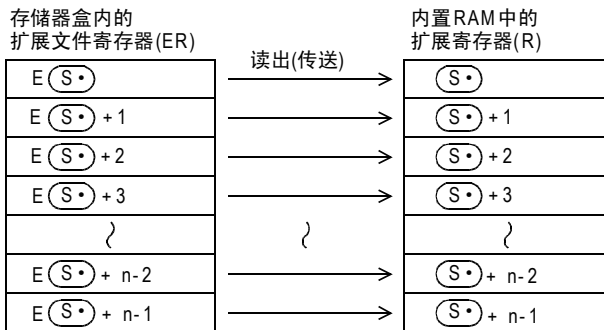 存储器盒内的
扩展文件寄存器(ER)
内置RAM中的
扩展寄存器(R)
读出(传送)
E(S·) (S·)
E(S·)+1 (S·)+1
E(S·)+2 (S·)+2
E(S·)+3 (S·)+3
E(S·)+ n-2 (S·)+ n-2
E(S·)+ n-1 (S·)+ n-1